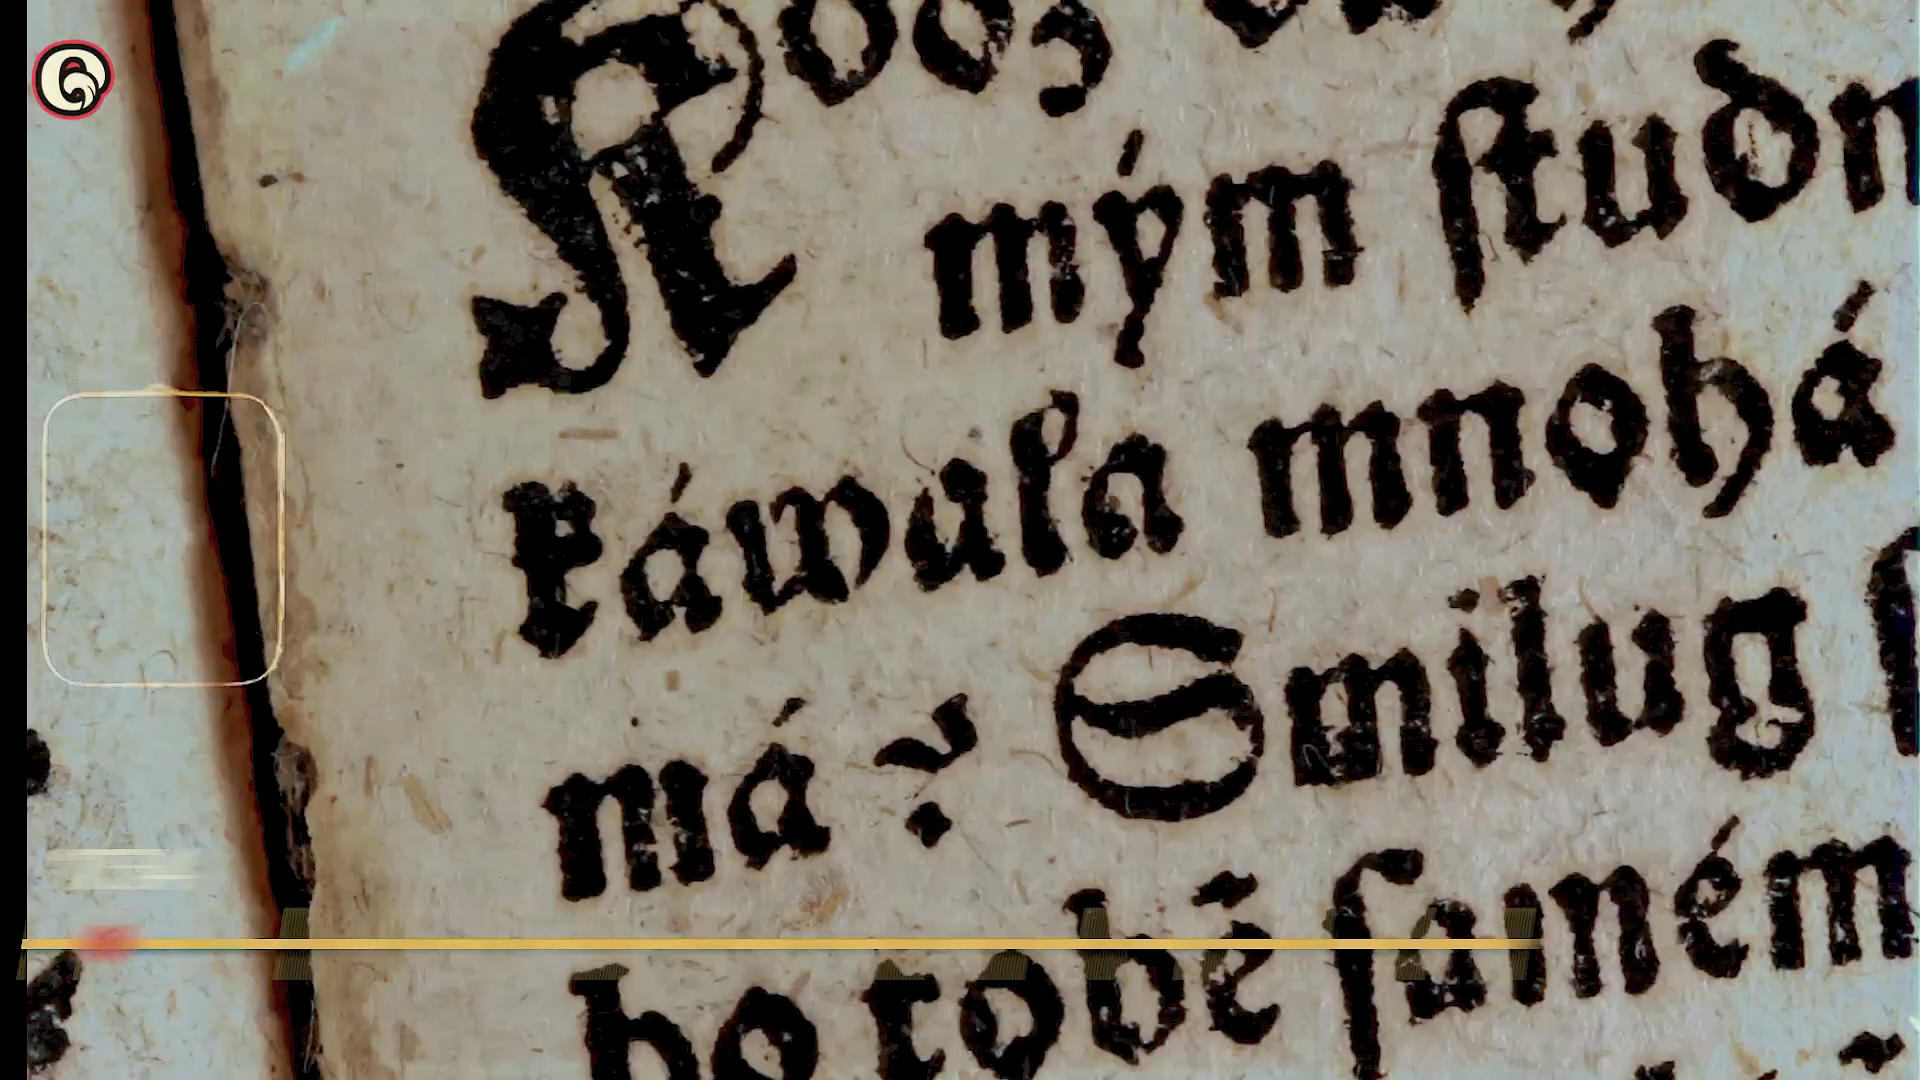 mým ſtudn
káwala mnohá
má? Smilug
ho tobě ſamém